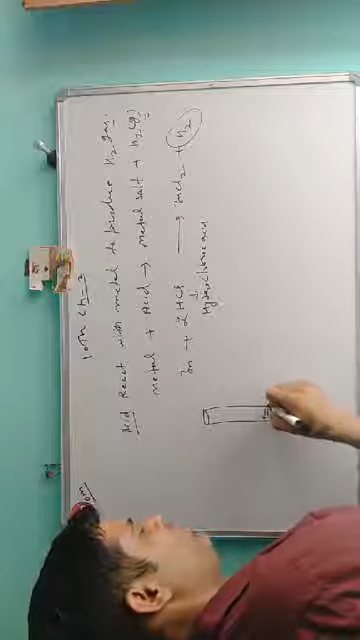 10th Ch-2
Acid React with metal to produce H2 gas.
metal + Acid → metal salt + H2(g)
Zn + 2HCl → ZnCl2 + H2
Hydrochloric acid